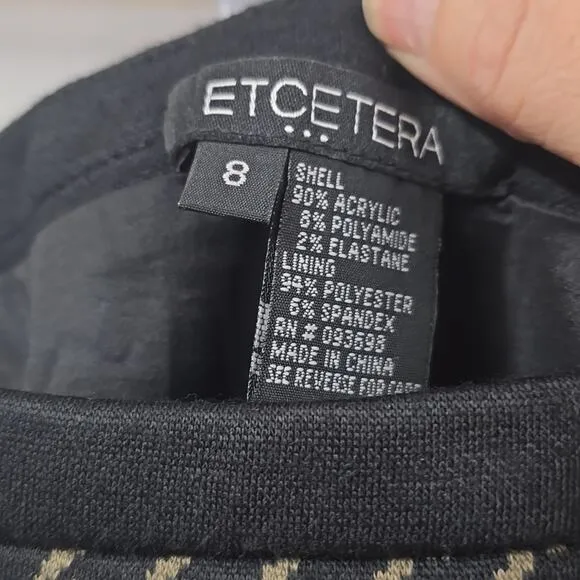 ETCETERA
8
SHELL
90% ACRYLIC
8% POLYAMIDE
2% ELASTANE
LINING
94% POLYESTER
6% SPANDEX
RN # 093698
MADE IN CHINA
SEE REVERSE FOR CARE